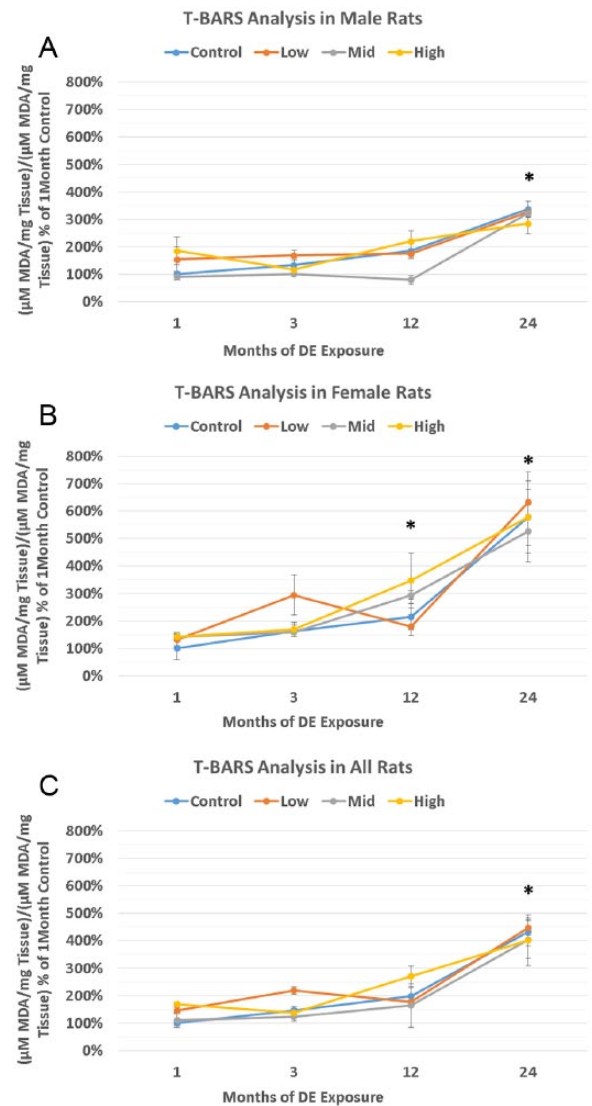 T-BARS Analysis in Male Rats
A
Control Low Mid High
(µM MDA/mg Tissue)/(µM MDA/mg
Tissue) % of 1Month Control
800%
700%
600%
500%
400%
300%
200%
100%
0%
*
1 3 12 24
Months of DE Exposure
T-BARS Analysis in Female Rats
B
Control Low Mid High
(µM MDA/mg Tissue)/(µM MDA/mg
Tissue) % of 1Month Control
800%
700%
600%
500%
400%
300%
200%
100%
0%
* *
1 3 12 24
Months of DE Exposure
T-BARS Analysis in All Rats
C
Control Low Mid High
(µM MDA/mg Tissue)/(µM MDA/mg
Tissue) % of 1Month Control
800%
700%
600%
500%
400%
300%
200%
100%
0%
*
1 3 12 24
Months of DE Exposure